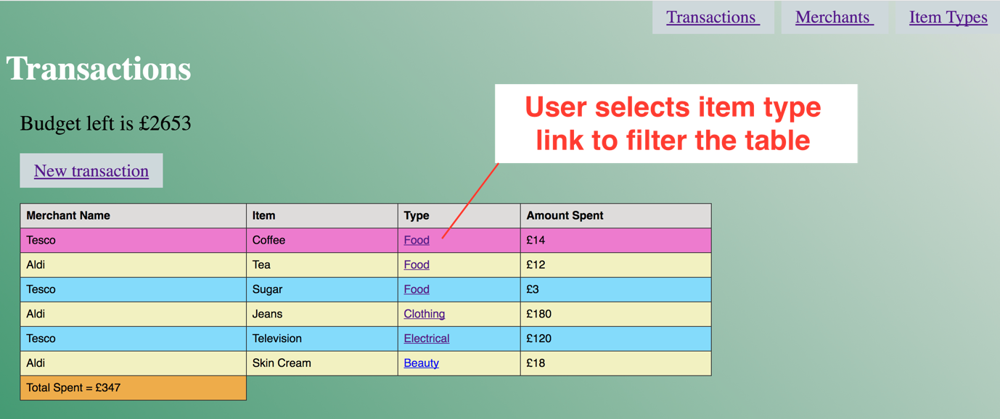 Transactions Merchants Item Types
Transactions
Budget left is £2653
User selects item type
link to filter the table
New transaction
Merchant Name Item Type Amount Spent
Tesco Coffee Food £14
Aldi Tea Food £12
Tesco Sugar Food £3
Aldi Jeans Clothing £180
Tesco Television Electrical £120
Aldi Skin Cream Beauty £18
Total Spent = £347